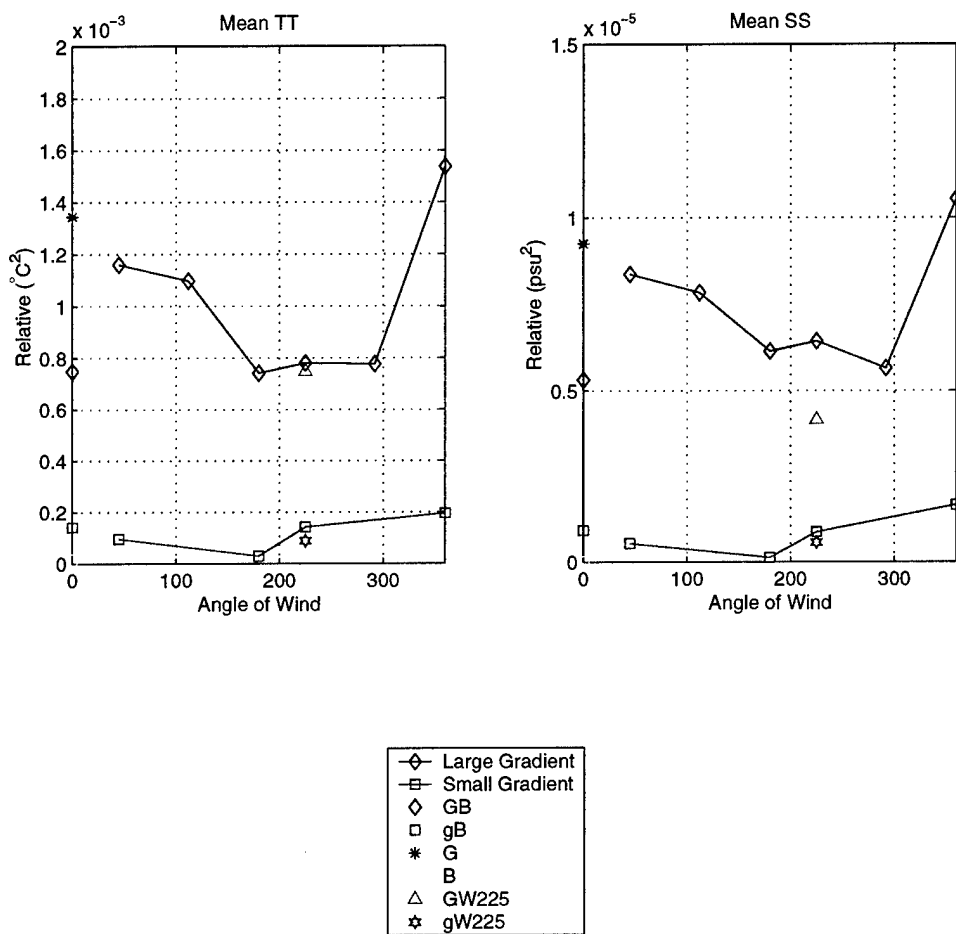 x 10⁻³
Mean TT
2
1.8
1.6
1.4
1.2
1
0.8
0.6
0.4
0.2
0
Relative (°C²)
0 100 200 300
Angle of Wind
x 10⁻⁵
Mean SS
1.5
1
0.5
0
Relative (psu²)
0 100 200 300
Angle of Wind
Large Gradient
Small Gradient
GB
gB
G
B
GW225
gW225